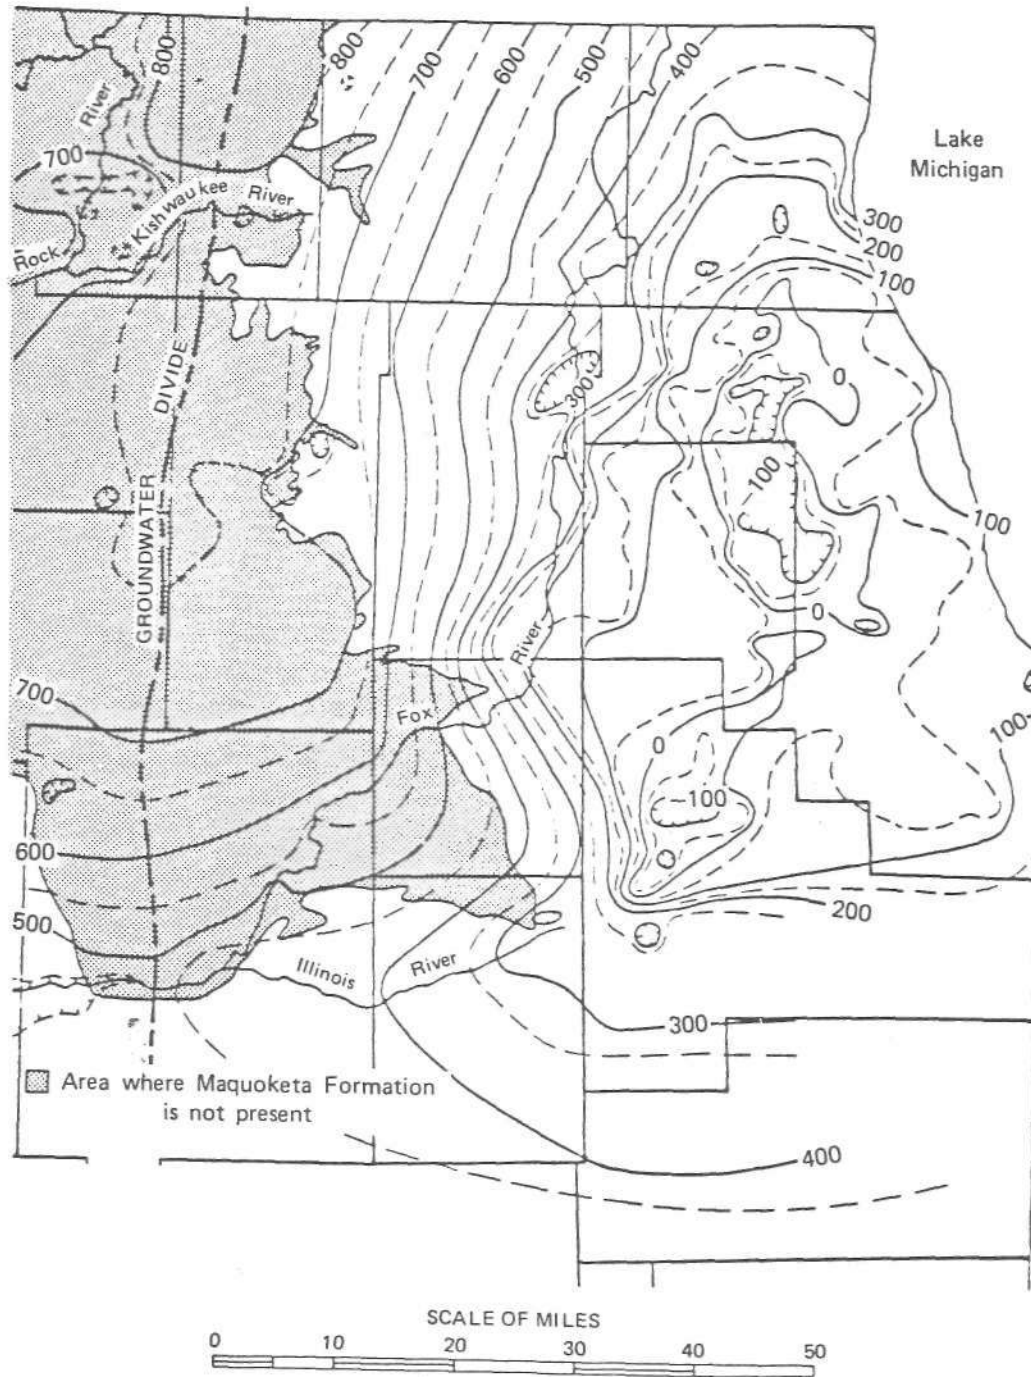 800
800
700
600
500
400
Lake
Michigan
River
700
Kishwaukee
River
Rock
300
200
100
DIVIDE
300
0
GROUNDWATER
100
100
0
River
700
Fox
0
100
-100
600
500
200
Illinois
River
300
Area where Maquoketa Formation
is not present
400
SCALE OF MILES
0 10 20 30 40 50